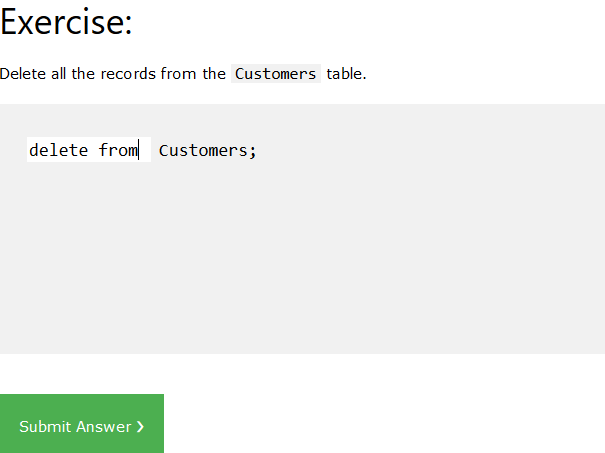 Exercise:
Delete all the records from the Customers table.
delete from Customers;
Submit Answer ❯